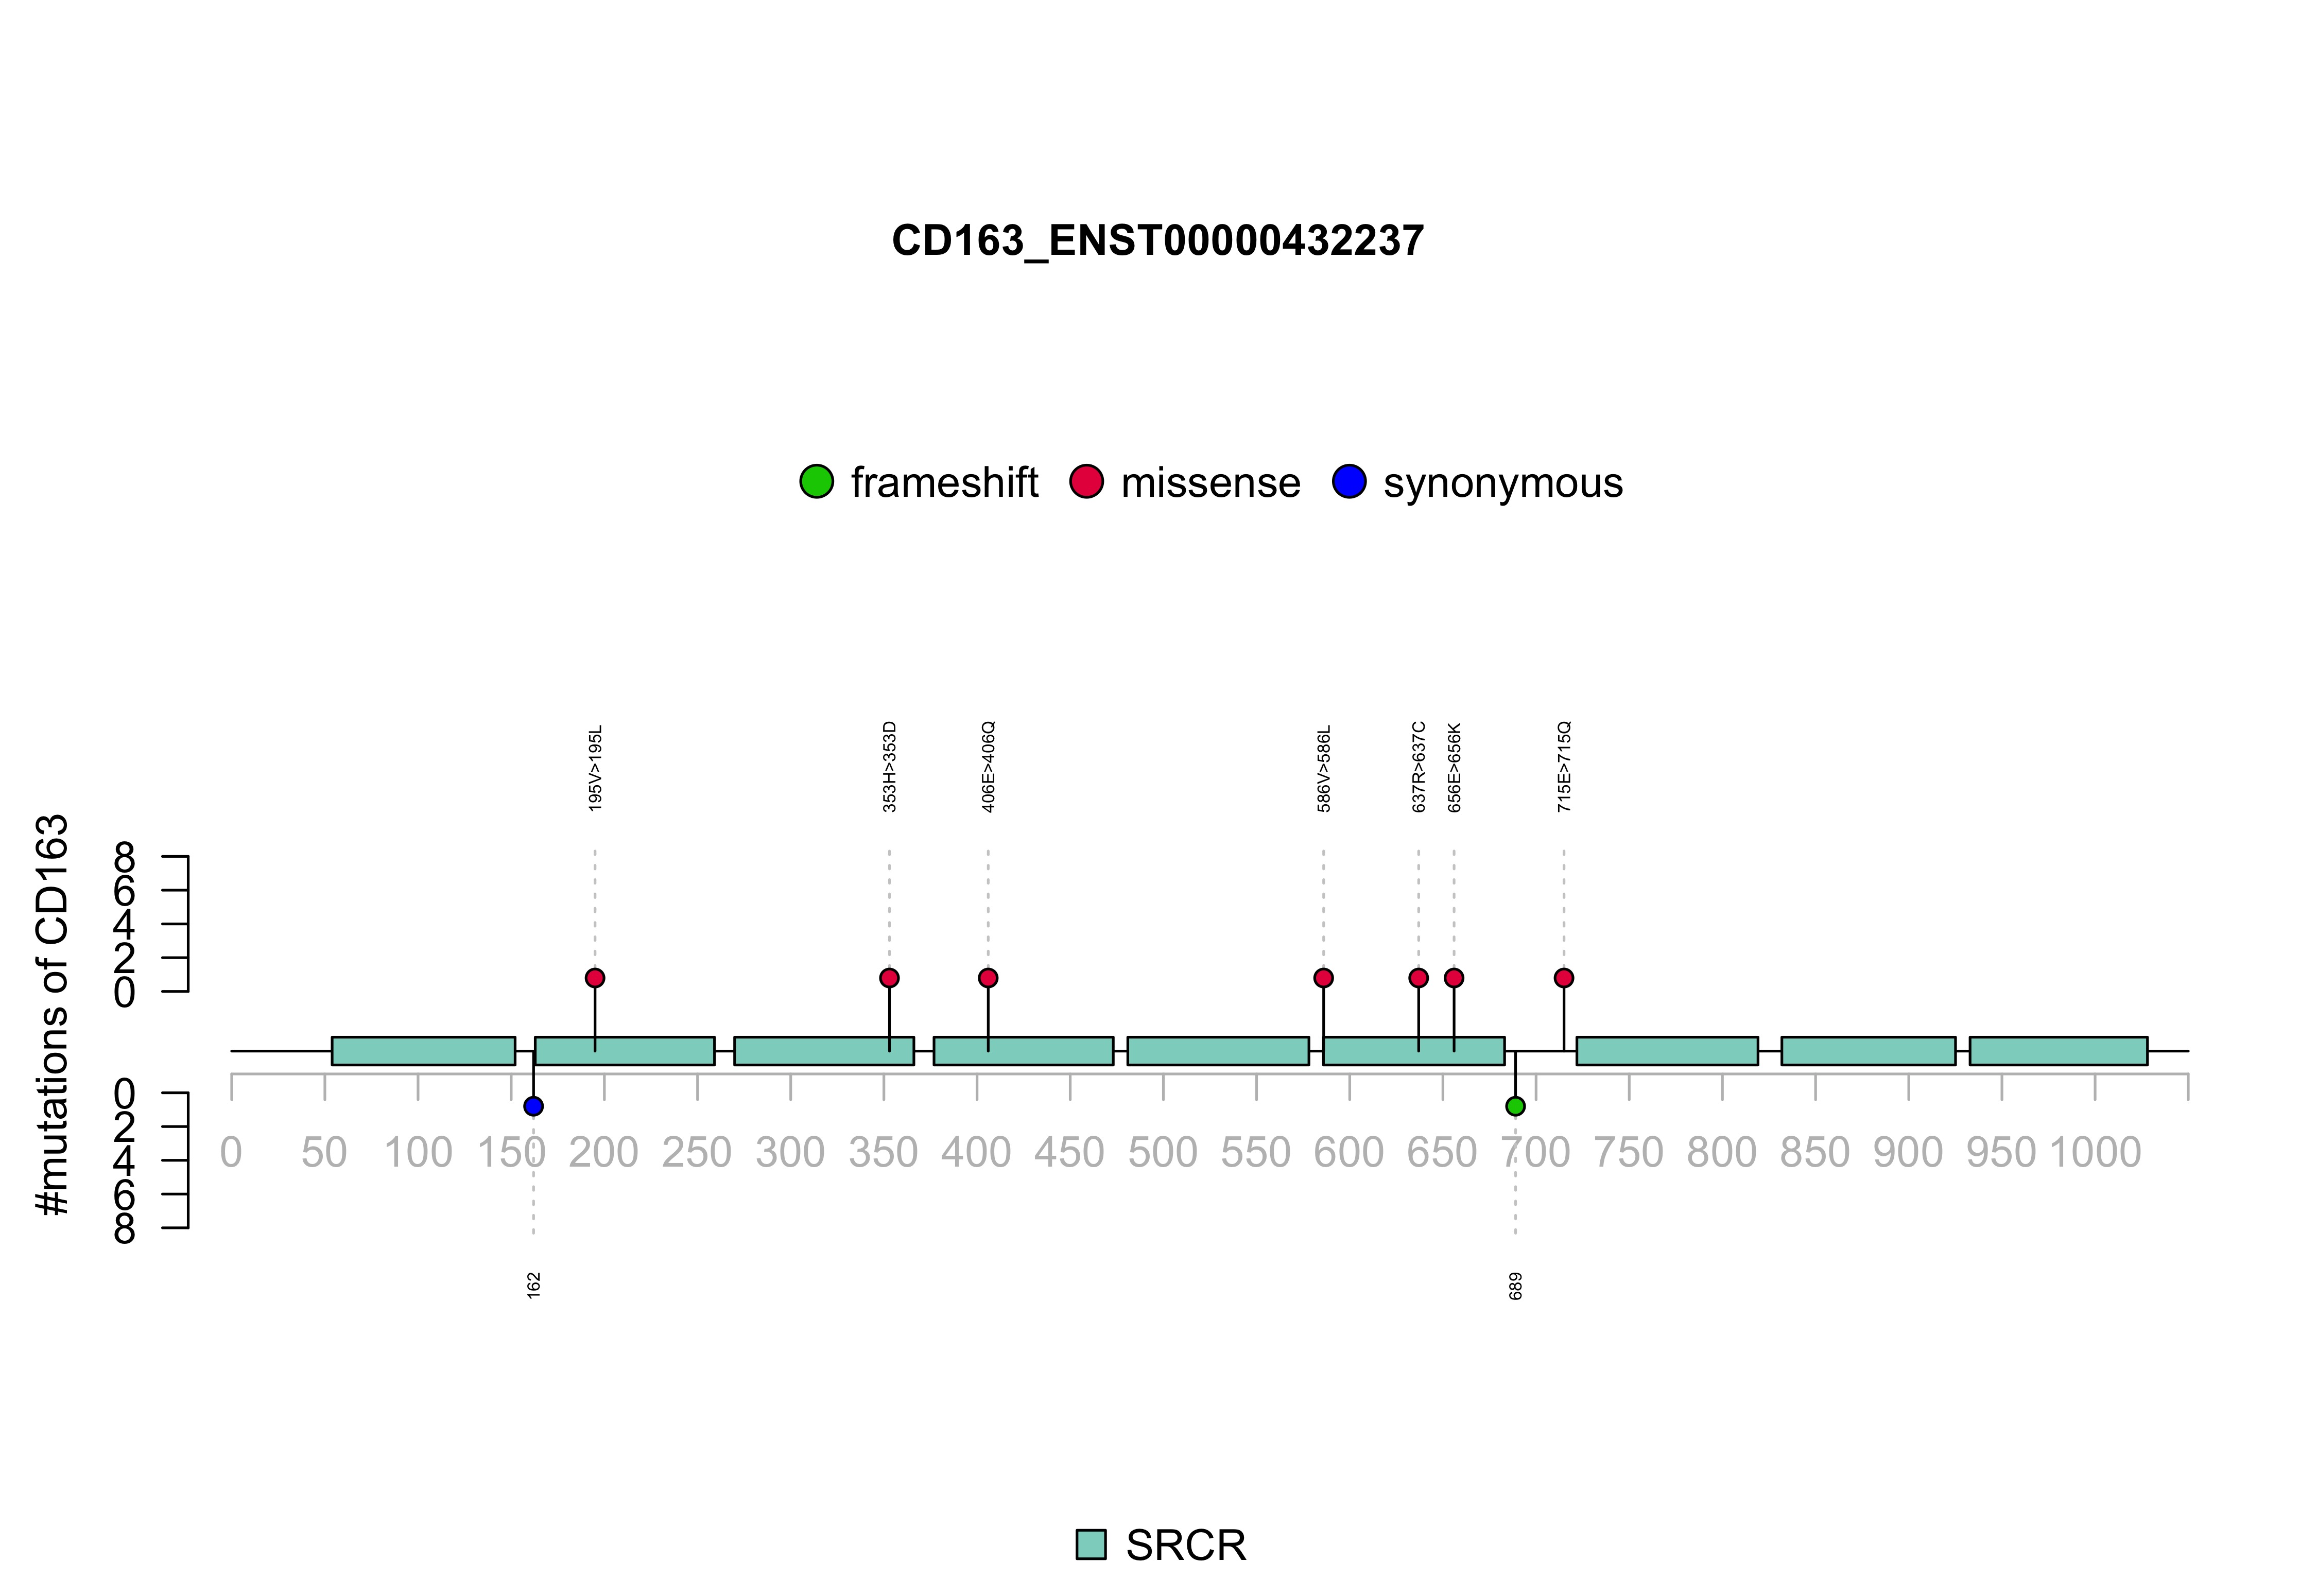 CD163_ENST00000432237
frameshift missense synonymous
195V>195L
353H>353D
406E>406Q
586V>586L
637R>637C
656E>656K
715E>715Q
#mutations of CD163
8
6
4
2
0
0
2
4
6
8
0 50 100 150 200 250 300 350 400 450 500 550 600 650 700 750 800 850 900 950 1000
162
689
SRCR